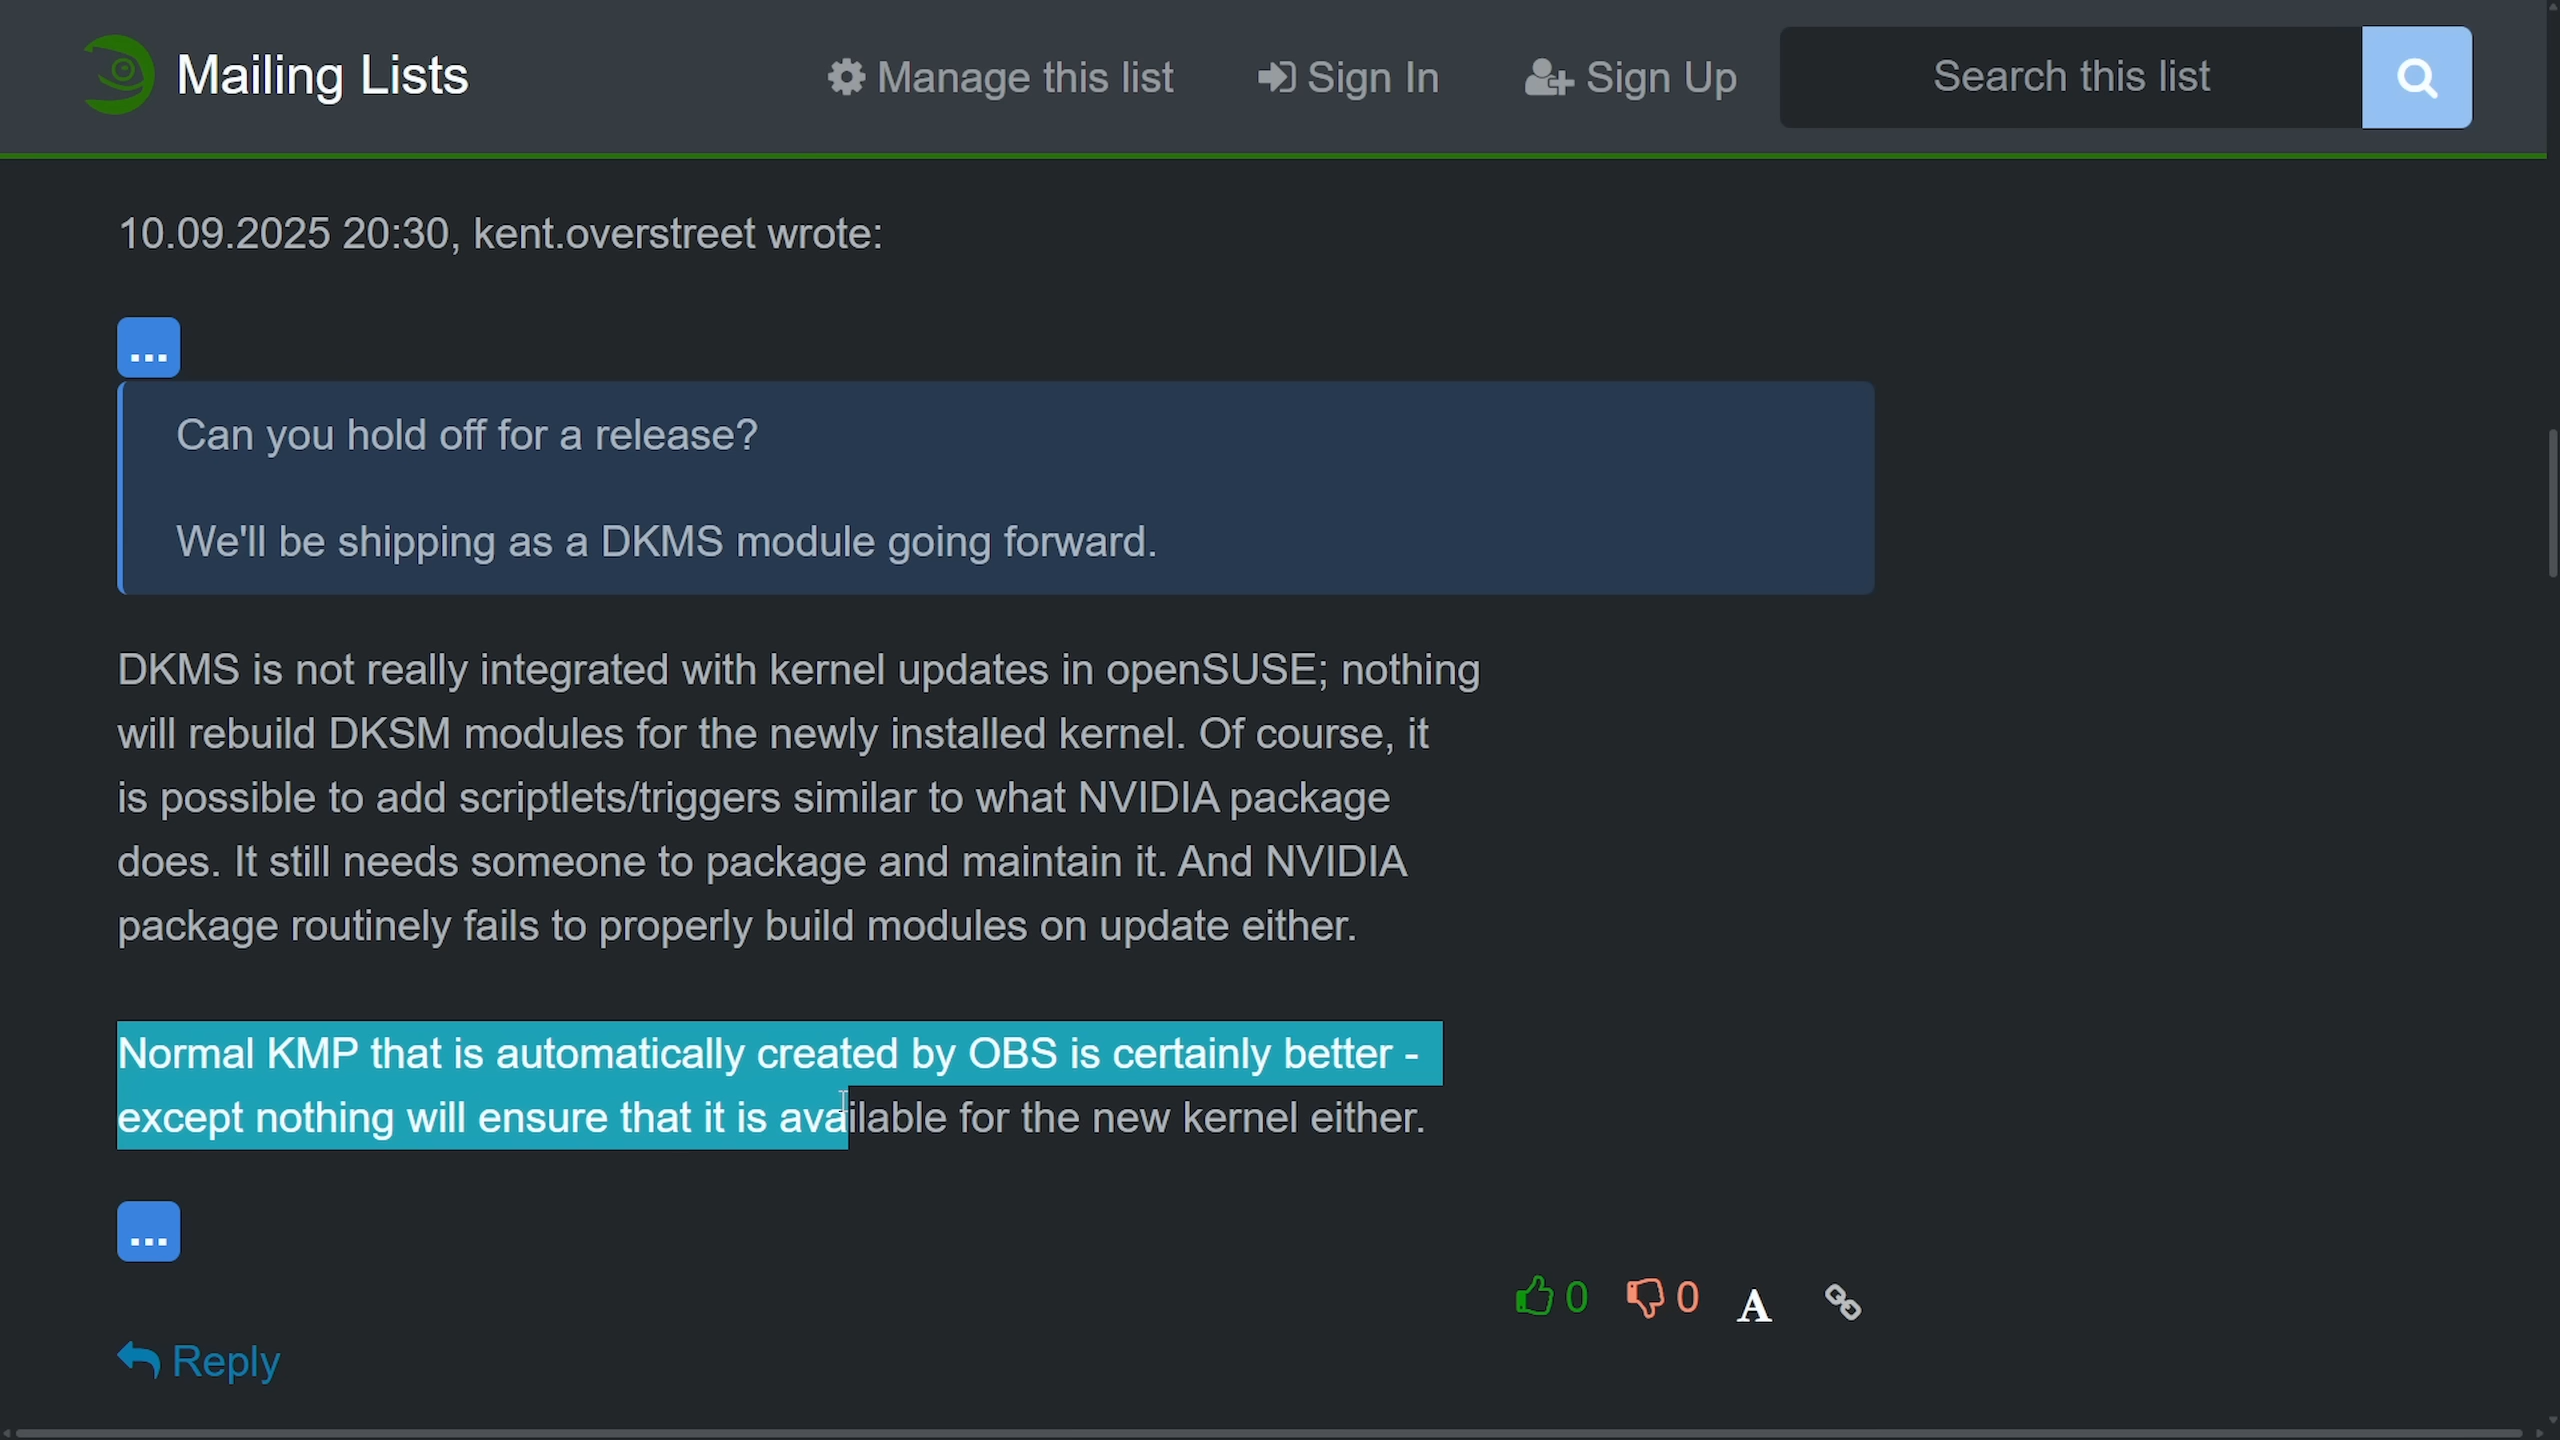 Mailing Lists
Manage this list
Sign In
Sign Up
Search this list
10.09.2025 20:30, kent.overstreet wrote:
...
Can you hold off for a release?
We'll be shipping as a DKMS module going forward.
DKMS is not really integrated with kernel updates in openSUSE; nothing
will rebuild DKSM modules for the newly installed kernel. Of course, it
is possible to add scriptlets/triggers similar to what NVIDIA package
does. It still needs someone to package and maintain it. And NVIDIA
package routinely fails to properly build modules on update either.
Normal KMP that is automatically created by OBS is certainly better -
except nothing will ensure that it is available for the new kernel either.
...
0
0
A
Reply